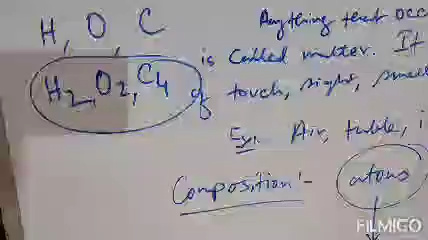 H, O, C
H2, O2, C4
Anything that occ
is called matter. It
of touch, sight, smell
Ex:- Air, table, i
Composition:-
atoms
FILMIGO